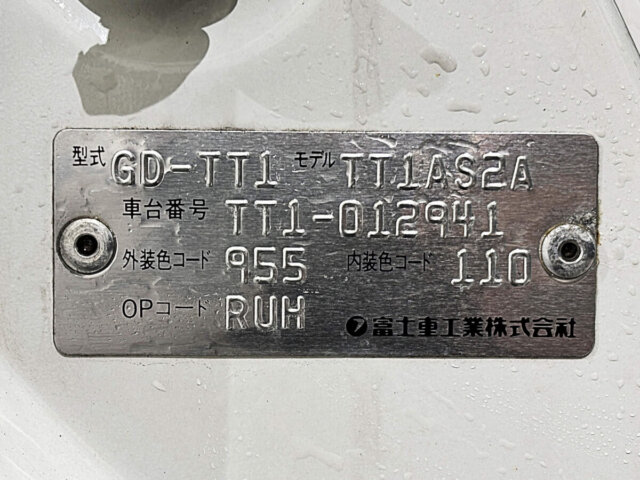 型式 GD-TT1 モデル TT1AS2A
車台番号 TT1-012941
外装色コード 955 内装色コード 110
OPコード RUH 富士重工業株式会社